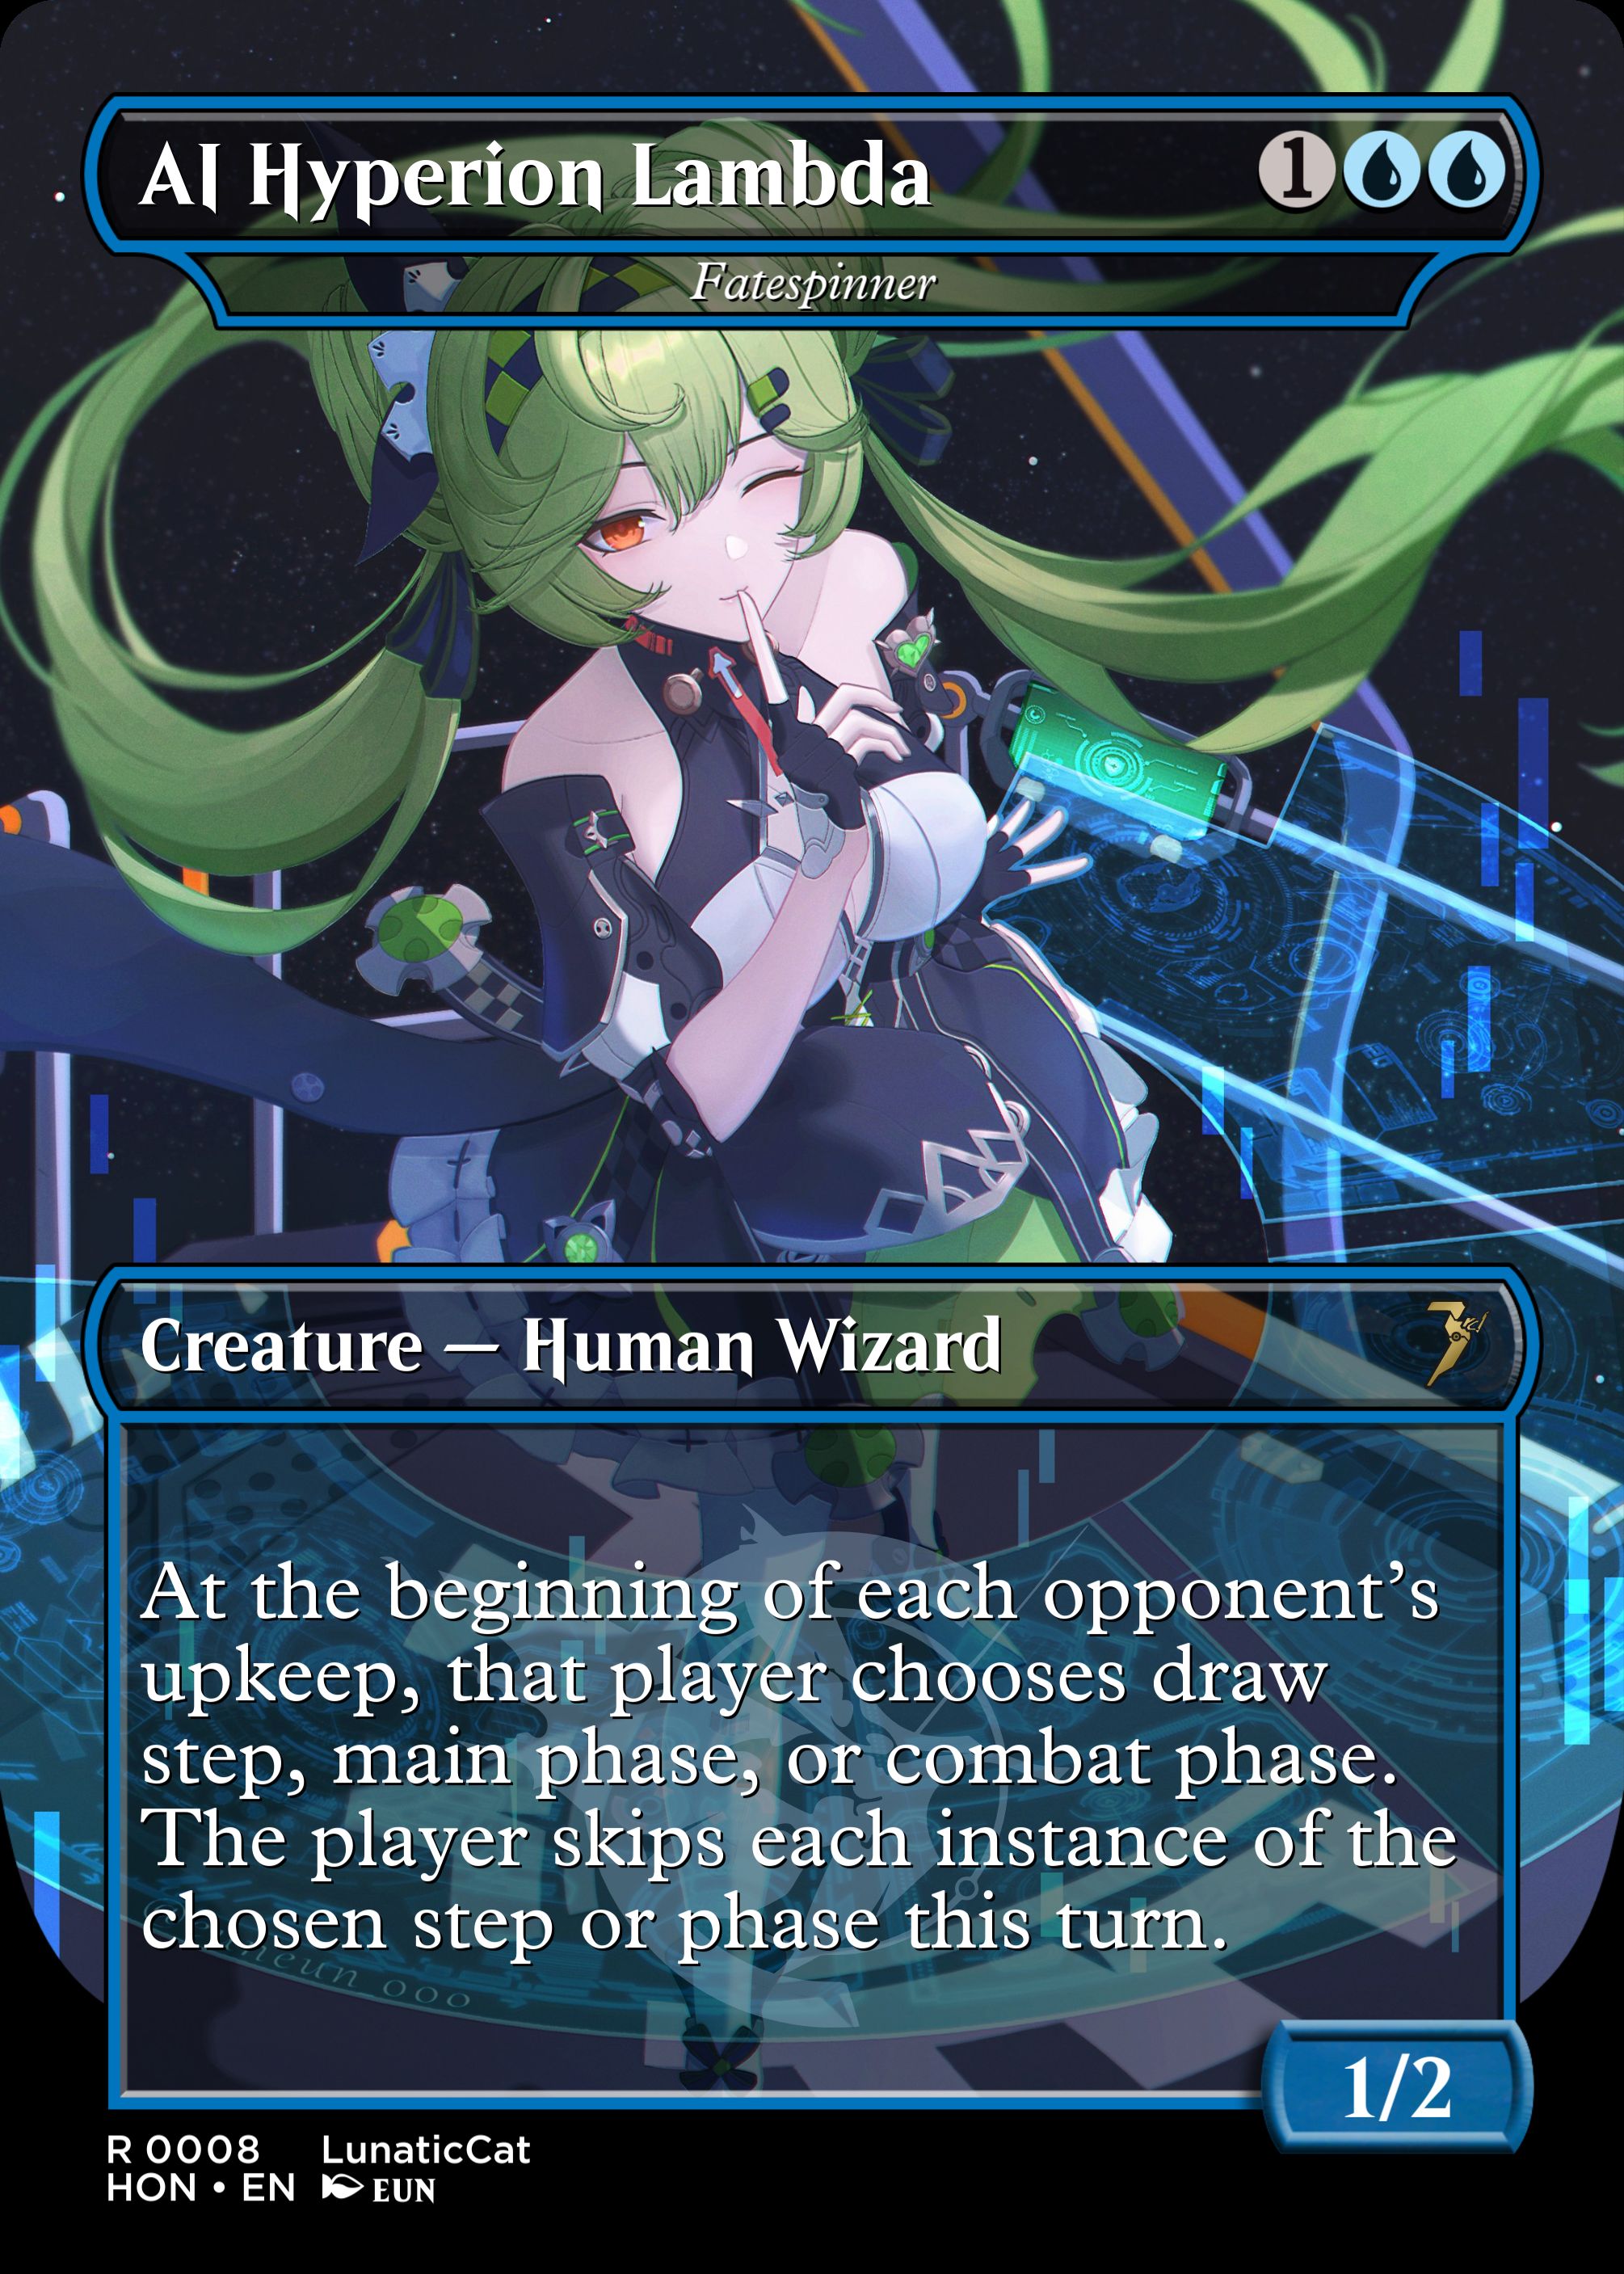 AI Hyperion Lambda 1
Fatespinner
Creature — Human Wizard
At the beginning of each opponent's
upkeep, that player chooses draw
step, main phase, or combat phase.
The player skips each instance of the
chosen step or phase this turn.
1/2
R 0008 LunaticCat
HON • EN EUN